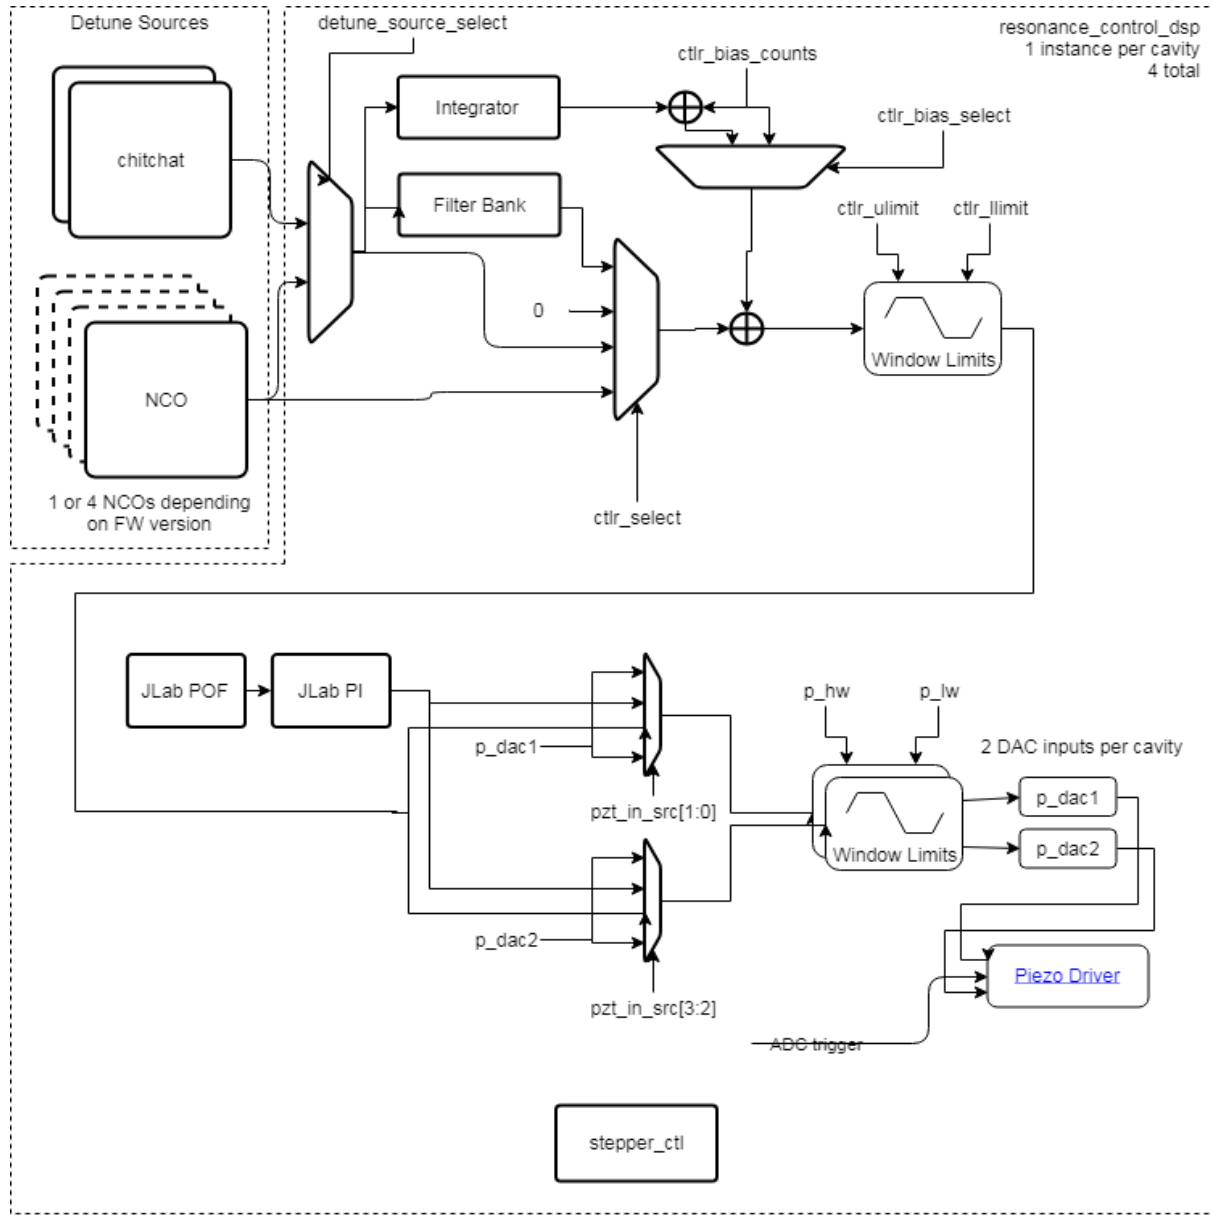 Detune Sources
detune_source_select
resonance_control_dsp
1 instance per cavity
4 total
ctlr_bias_counts
Integrator
ctlr_bias_select
chitchat
Filter Bank
ctlr_ulimit
ctlr_llimit
0
Window Limits
NCO
1 or 4 NCOs depending
on FW version
ctlr_select
JLab POF
JLab PI
p_hw
p_lw
p_dac1
2 DAC inputs per cavity
pzt_in_src[1:0]
p_dac1
Window Limits
p_dac2
p_dac2
Piezo Driver
pzt_in_src[3:2]
ADC trigger
stepper_ctl